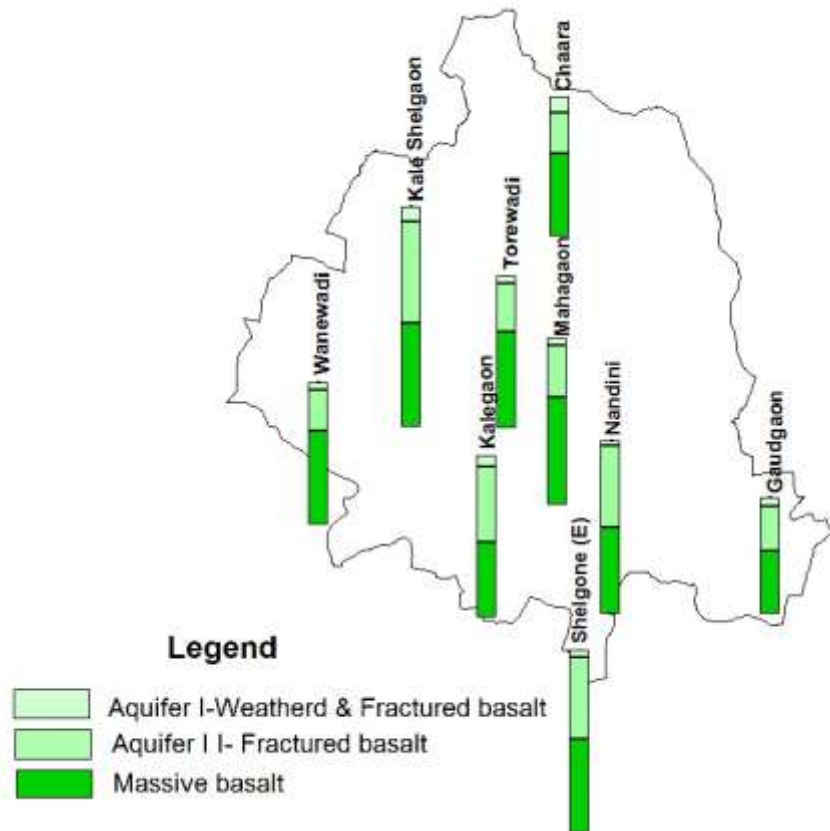 Chaara
Kale Shelgaon
Torewadi
Mahagaon
Wanewadi
Kalegaon
Nandini
Gaudgaon
Shelgone (E)
Legend
Aquifer I-Weatherd & Fractured basalt
Aquifer I I- Fractured basalt
Massive basalt